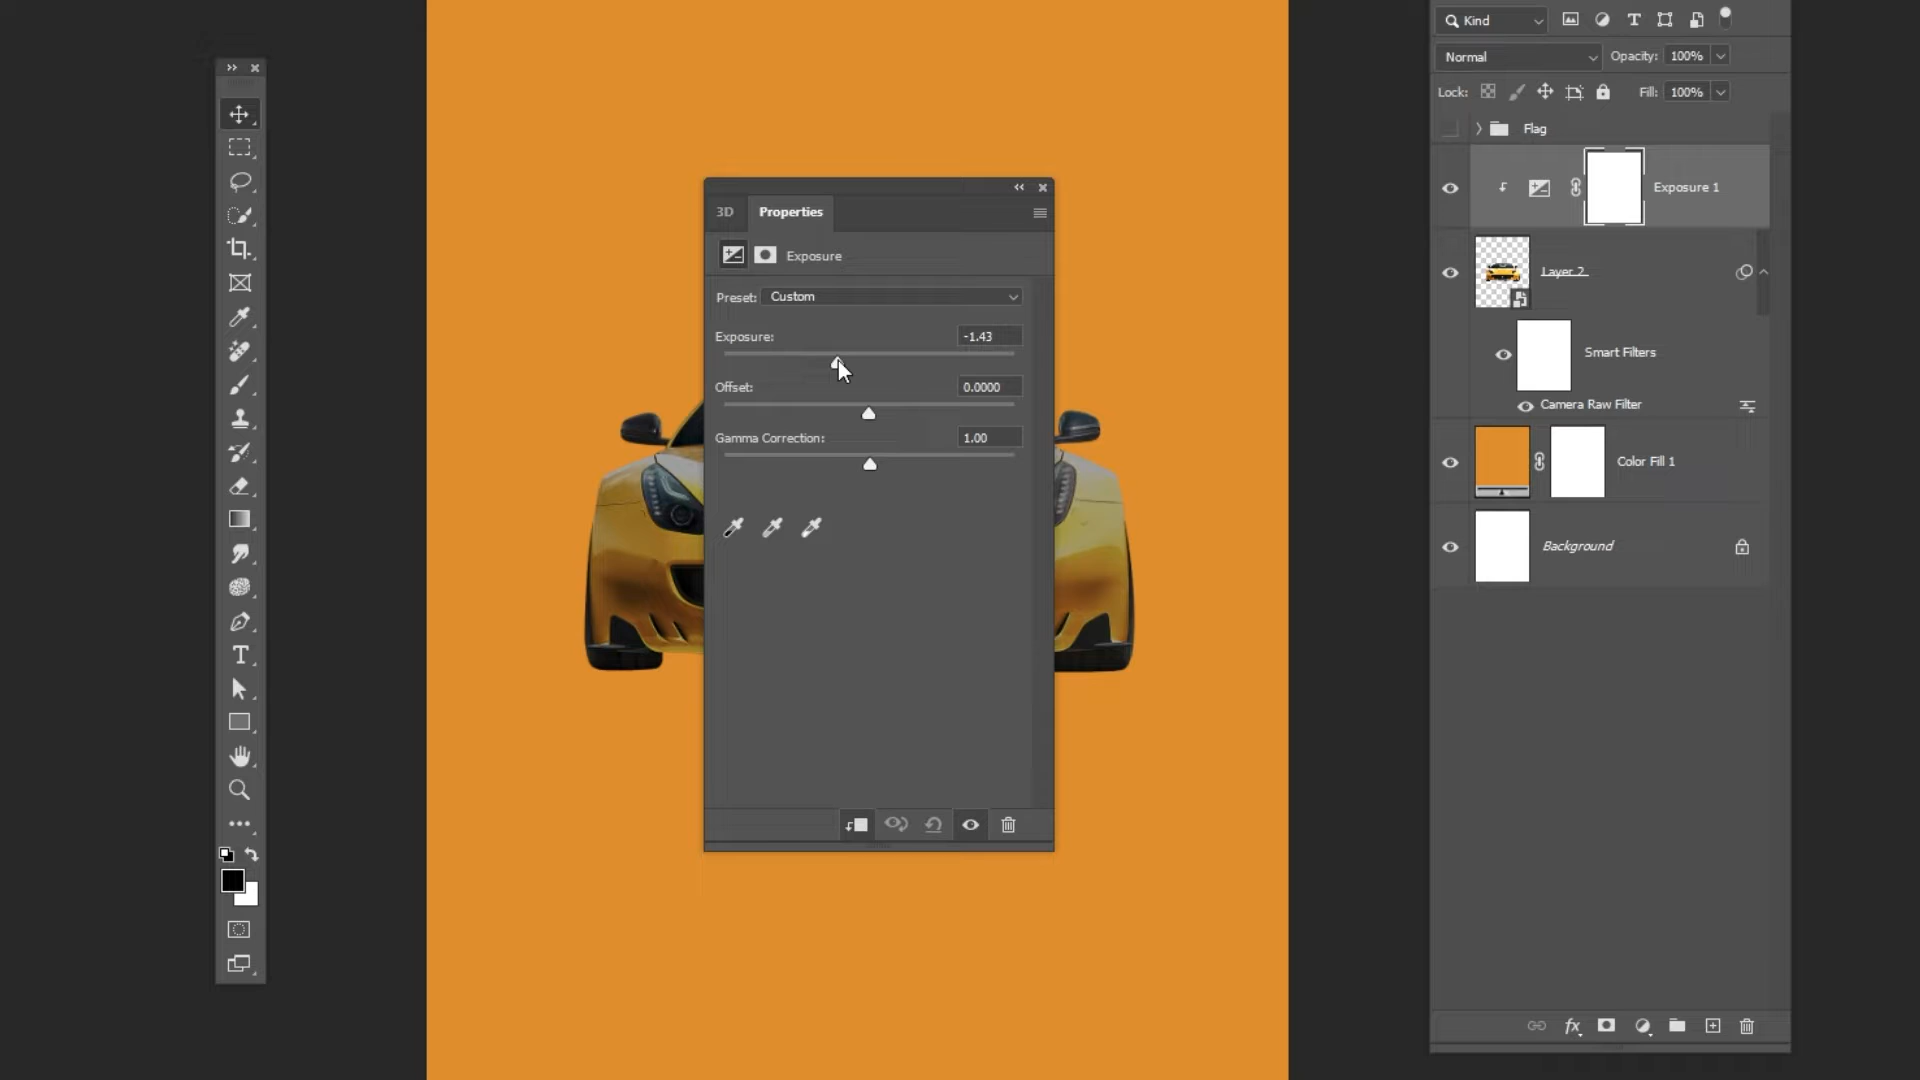 Kind
Normal
Opacity: 100%
Lock:
Fill: 100%
Flag
Exposure 1
Layer 2
Smart Filters
Camera Raw Filter
Color Fill 1
Background
3D
Properties
Exposure
Preset: Custom
Exposure: -1.43
Offset: 0.0000
Gamma Correction: 1.00